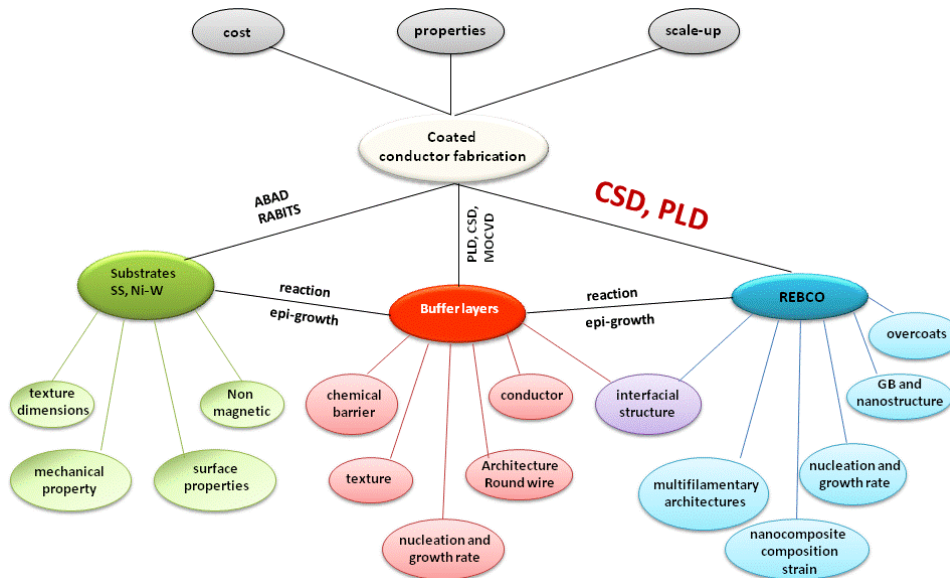 cost
properties
scale-up
Coated
conductor fabrication
ABAD
RABITS
PLD, CSD,
MOCVD
CSD, PLD
Substrates
SS, Ni-W
reaction
epi-growth
Buffer layers
reaction
epi-growth
REBCO
overcoats
texture
dimensions
Non
magnetic
chemical
barrier
conductor
interfacial
structure
GB and
nanostructure
mechanical
property
surface
properties
texture
Architecture
Round wire
multifilamentary
architectures
nucleation and
growth rate
nucleation and
growth rate
nanocomposite
composition
strain